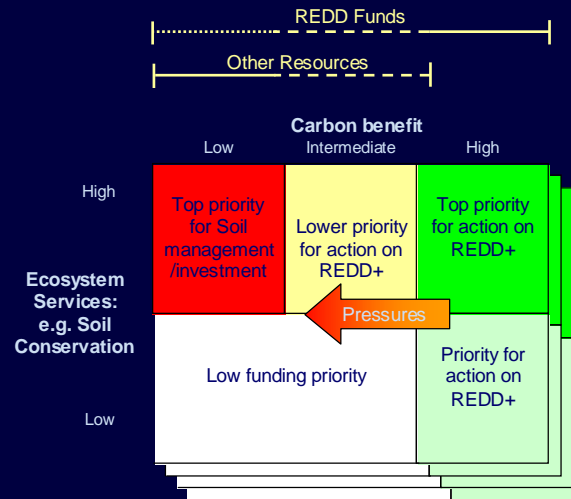 REDD Funds
Other Resources
Carbon benefit
Low Intermediate High
High
Top priority
for Soil
management
/investment
Lower priority
for action on
REDD+
Top priority
for action on
REDD+
Ecosystem
Services:
e.g. Soil
Conservation
Pressures
Low funding priority
Priority for
action on
REDD+
Low